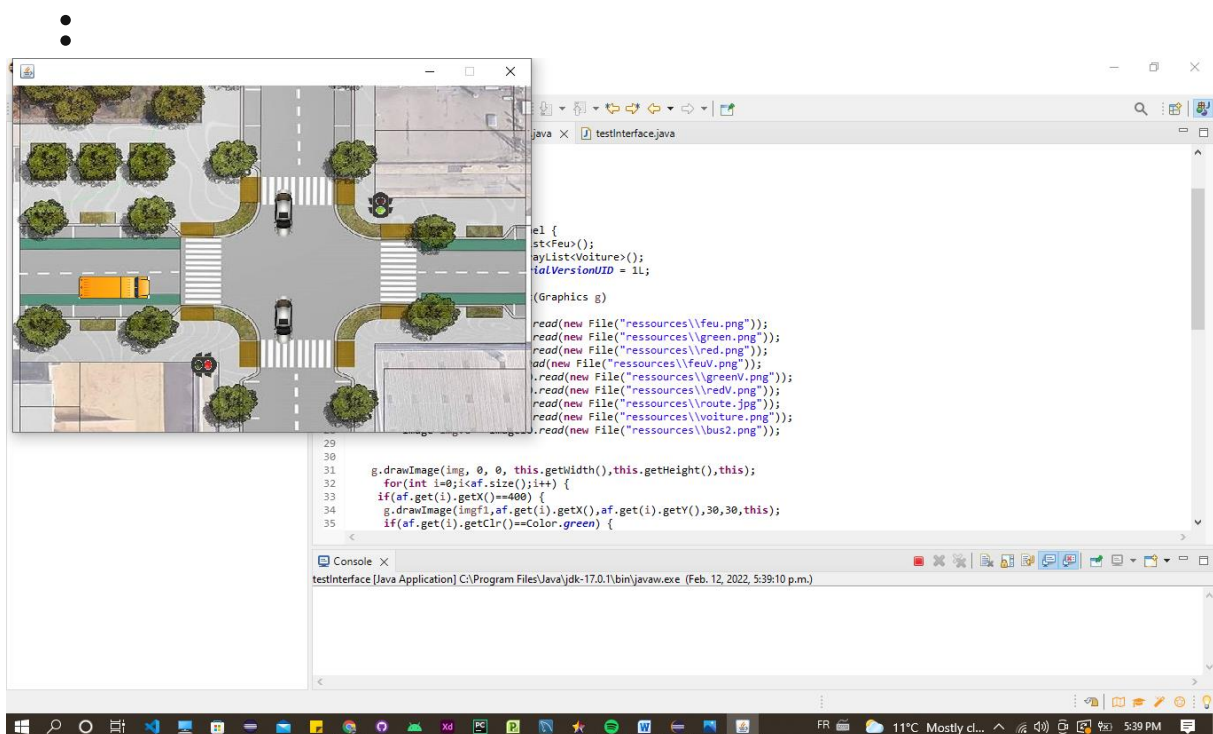 java
testInterface.java
el {
st<Feu>();
ayList<Voiture>();
ialVersionUID = 1L;
(Graphics g)
read(new File("ressources\\feu.png"));
read(new File("ressources\\green.png"));
read(new File("ressources\\red.png"));
ad(new File("ressources\\feuV.png"));
.read(new File("ressources\\greenV.png"));
.read(new File("ressources\\redV.png"));
.read(new File("ressources\\route.jpg"));
read(new File("ressources\\voiture.png"));
.read(new File("ressources\\bus2.png"));
29
30
31 g.drawImage(img, 0, 0, this.getWidth(),this.getHeight(),this);
32 for(int i=0;i<af.size();i++) {
33 if(af.get(i).getX()==400) {
34 g.drawImage(imgf1,af.get(i).getX(),af.get(i).getY(),30,30,this);
35 if(af.get(i).getClr()==Color.green) {
Console
testInterface [Java Application] C:\Program Files\Java\jdk-17.0.1\bin\javaw.exe (Feb. 12, 2022, 5:39:10 p.m.)
FR 11°C Mostly cl... 5:39 PM